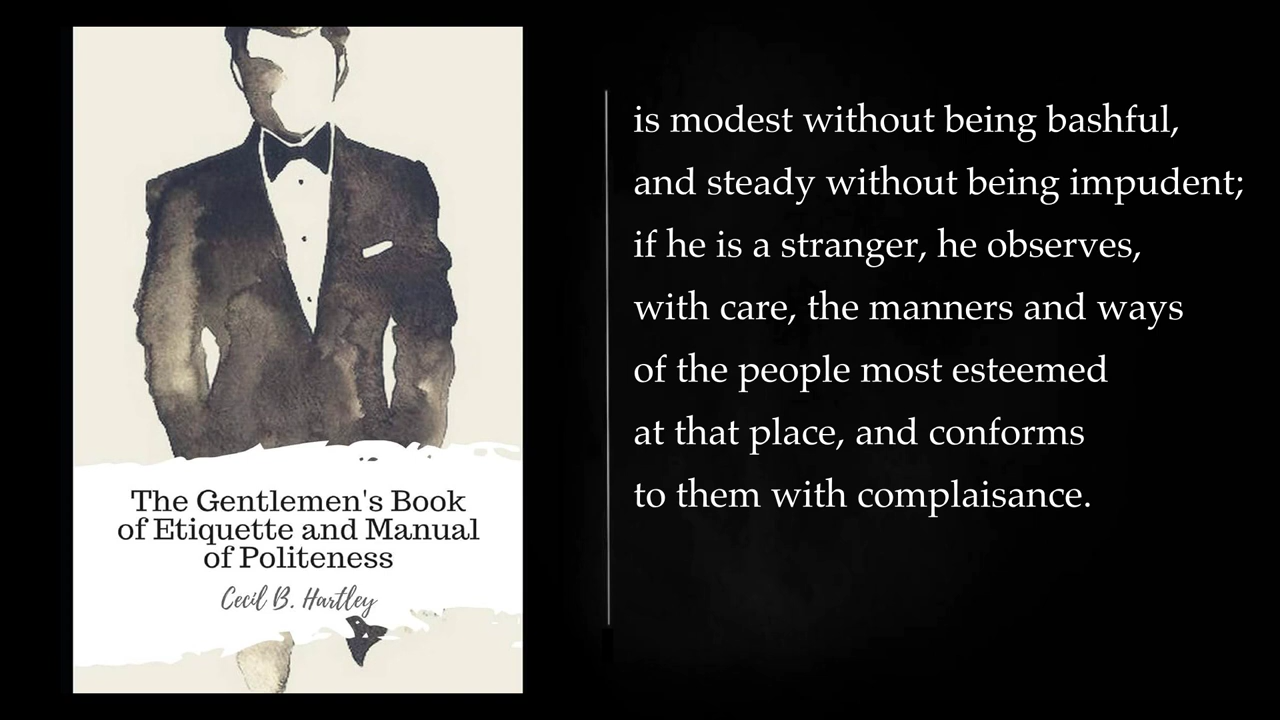 The Gentlemen's Book
of Etiquette and Manual
of Politeness
Cecil B. Hartley
is modest without being bashful,
and steady without being impudent;
if he is a stranger, he observes,
with care, the manners and ways
of the people most esteemed
at that place, and conforms
to them with complaisance.